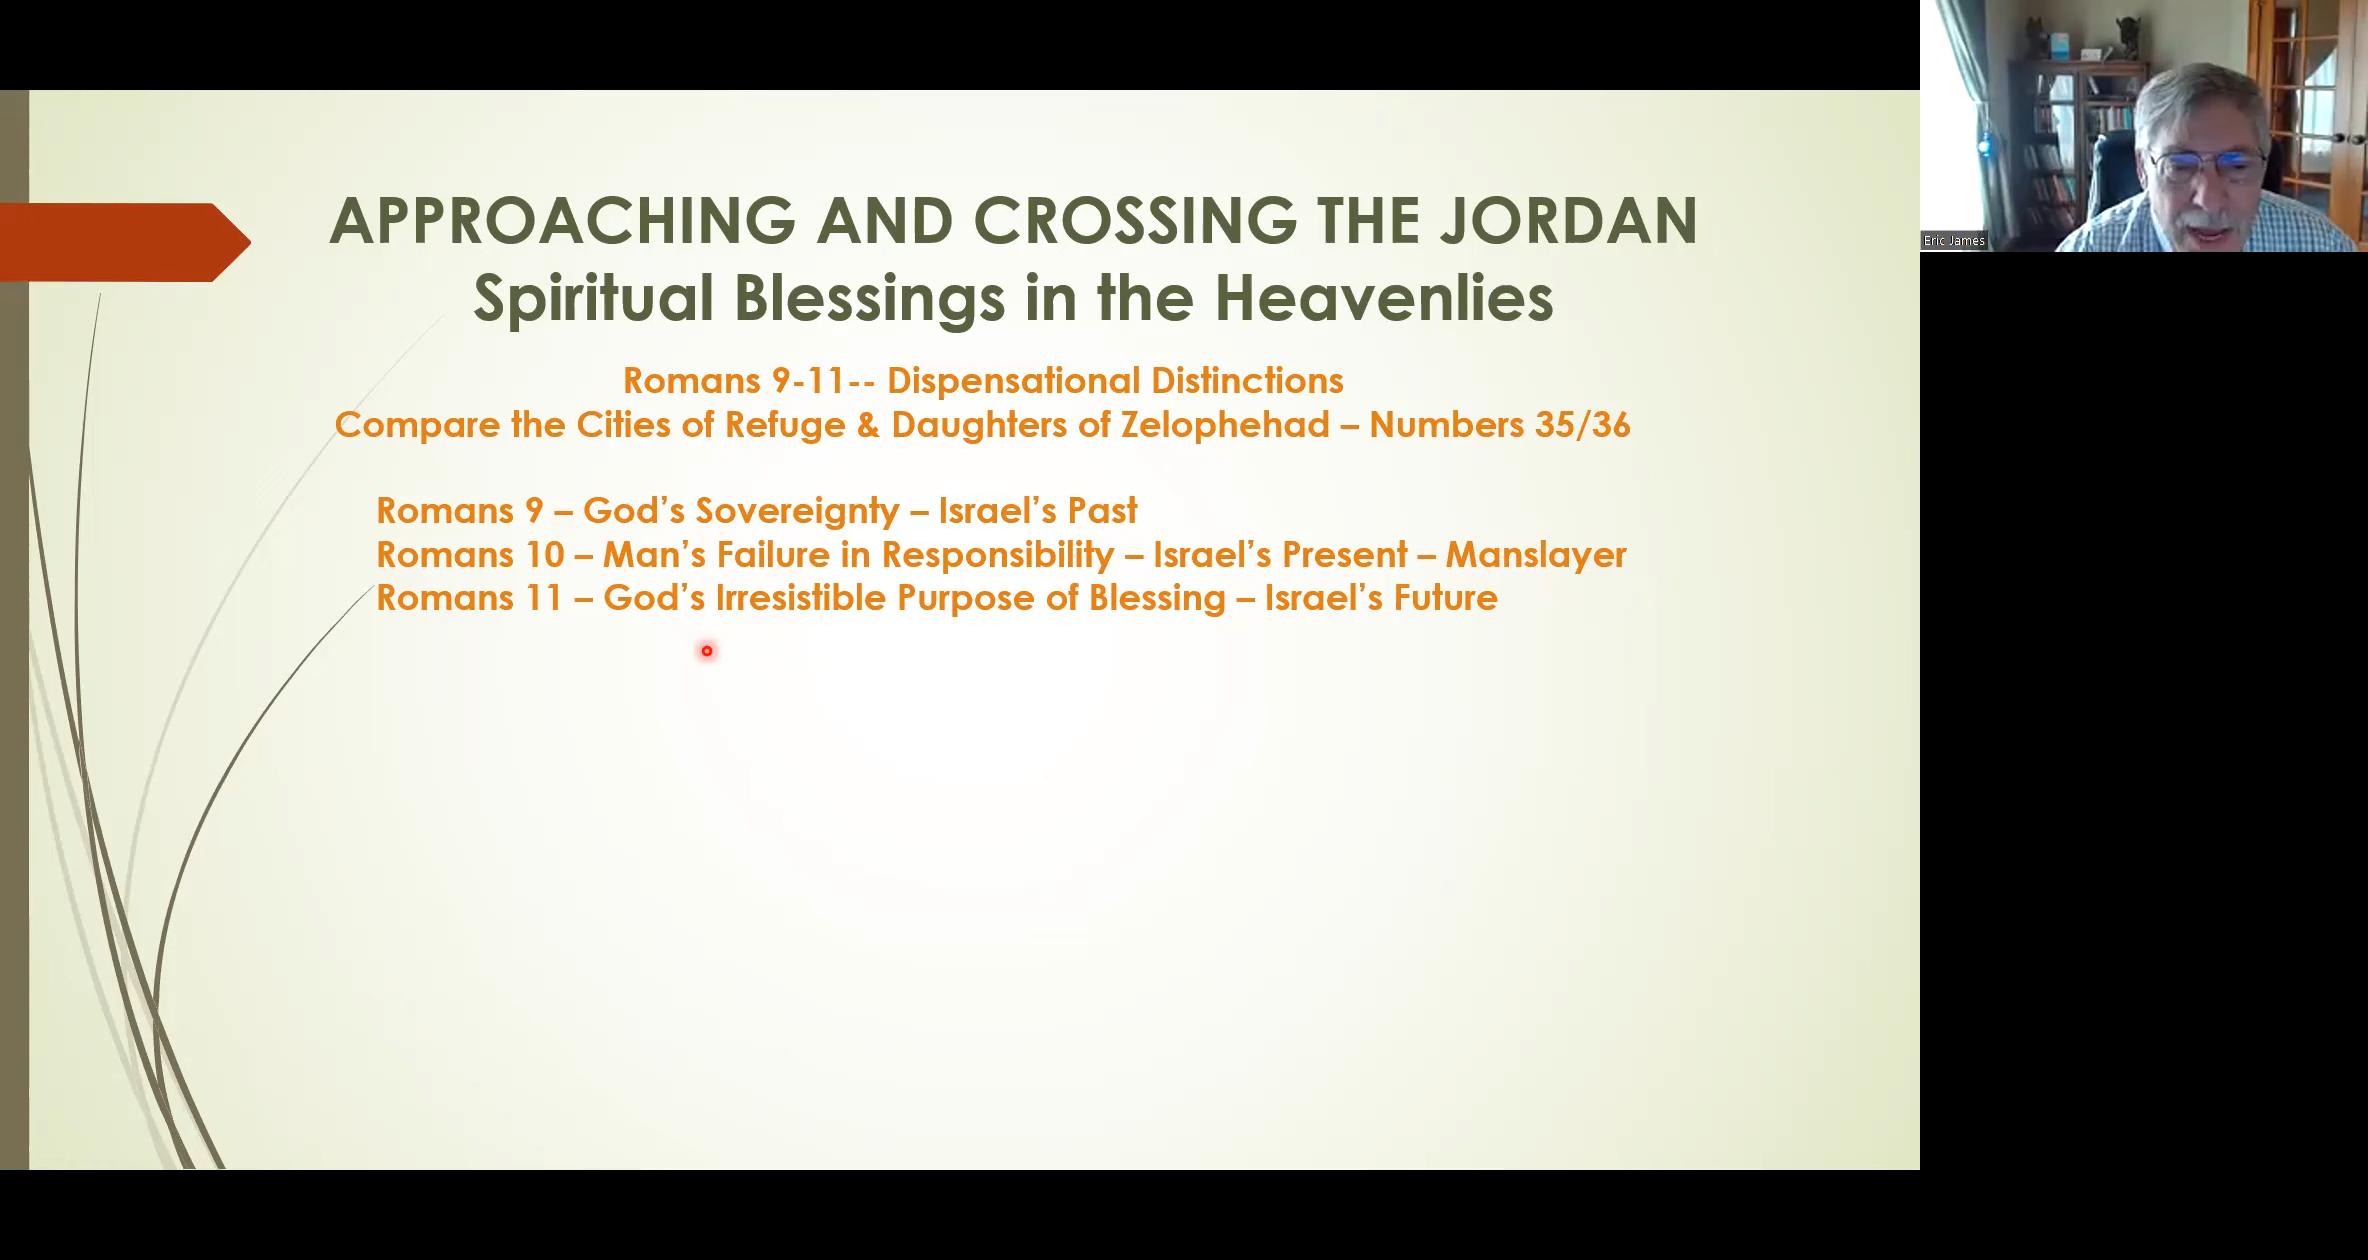 APPROACHING AND CROSSING THE JORDAN
Spiritual Blessings in the Heavenlies
Romans 9-11-- Dispensational Distinctions
Compare the Cities of Refuge & Daughters of Zelophehad – Numbers 35/36
Romans 9 – God’s Sovereignty – Israel’s Past
Romans 10 – Man’s Failure in Responsibility – Israel’s Present – Manslayer
Romans 11 – God’s Irresistible Purpose of Blessing – Israel’s Future
Eric James